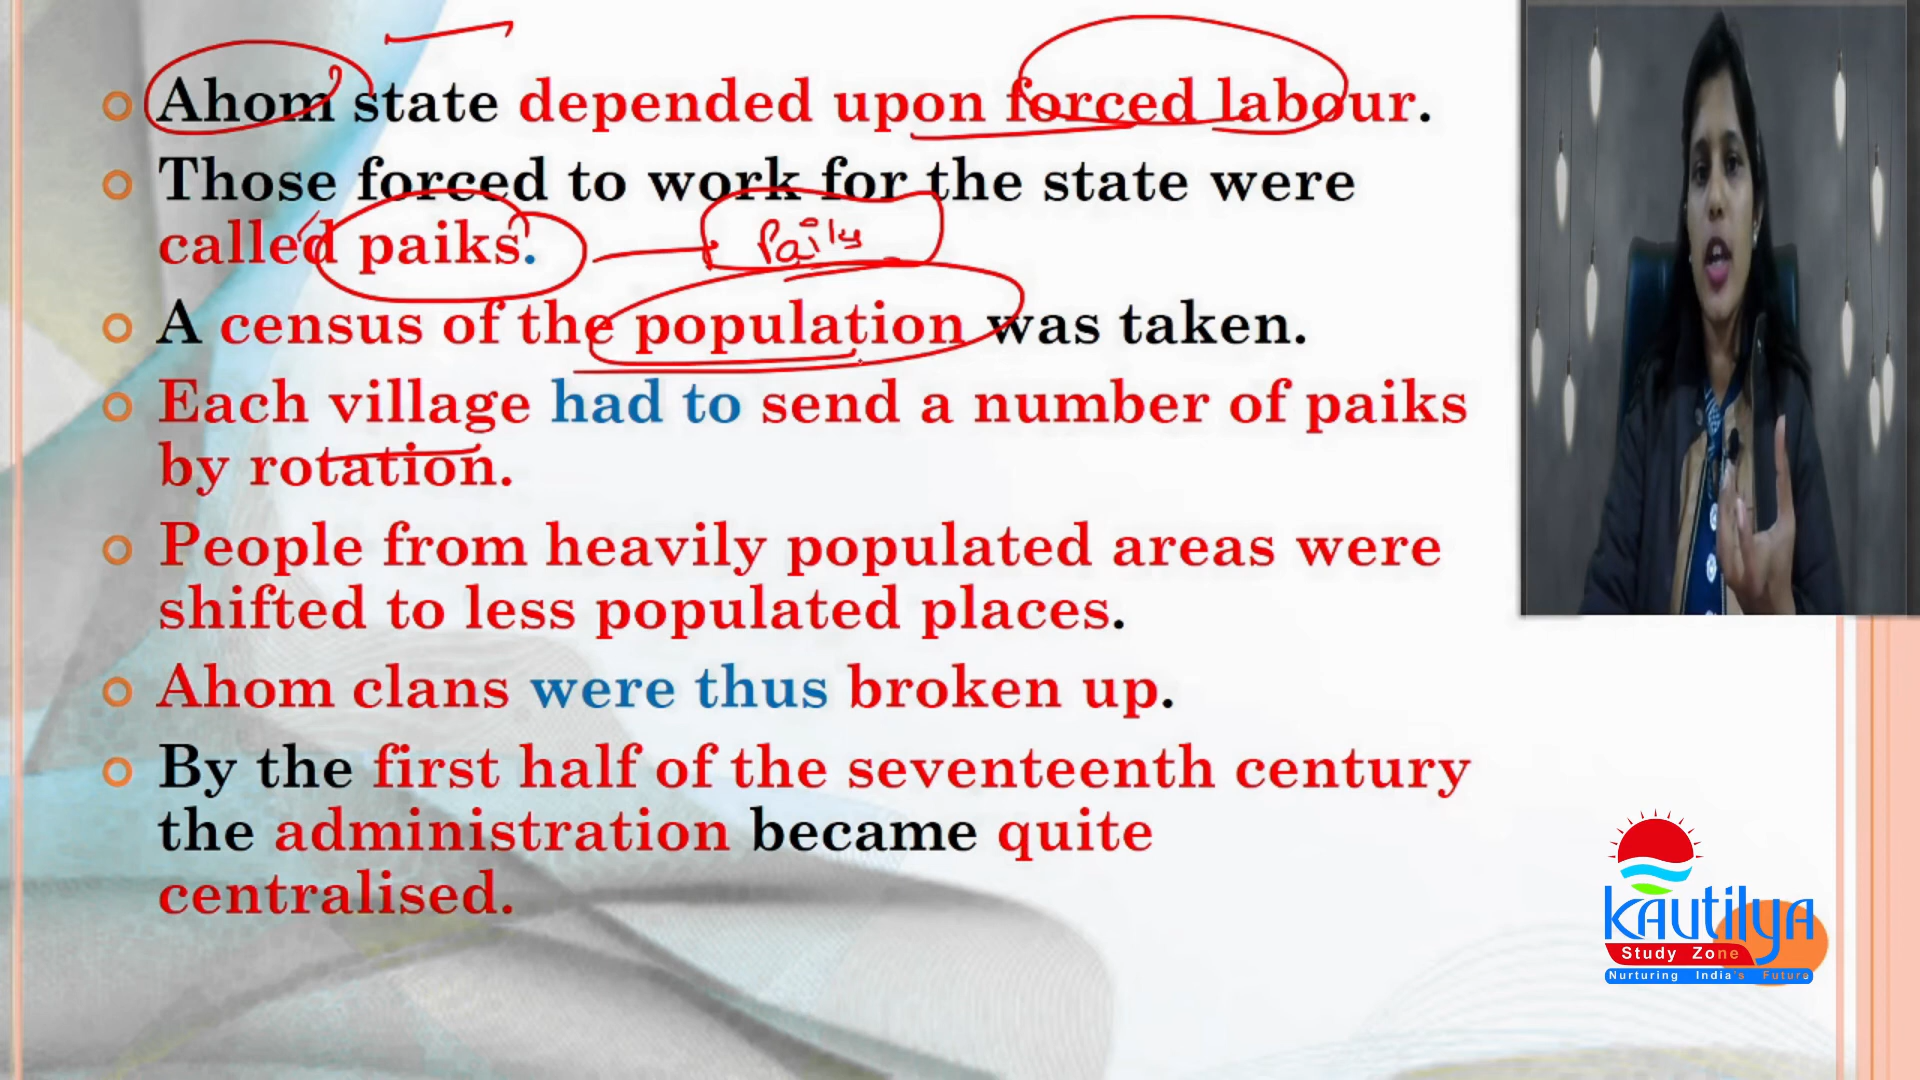 Ahom state depended upon forced labour.
Those forced to work for the state were
called paiks.
Paiks
A census of the population was taken.
Each village had to send a number of paiks
by rotation.
People from heavily populated areas were
shifted to less populated places.
Ahom clans were thus broken up.
By the first half of the seventeenth century
the administration became quite
centralised.
Kautilya
Study Zone
Nurturing India's Future